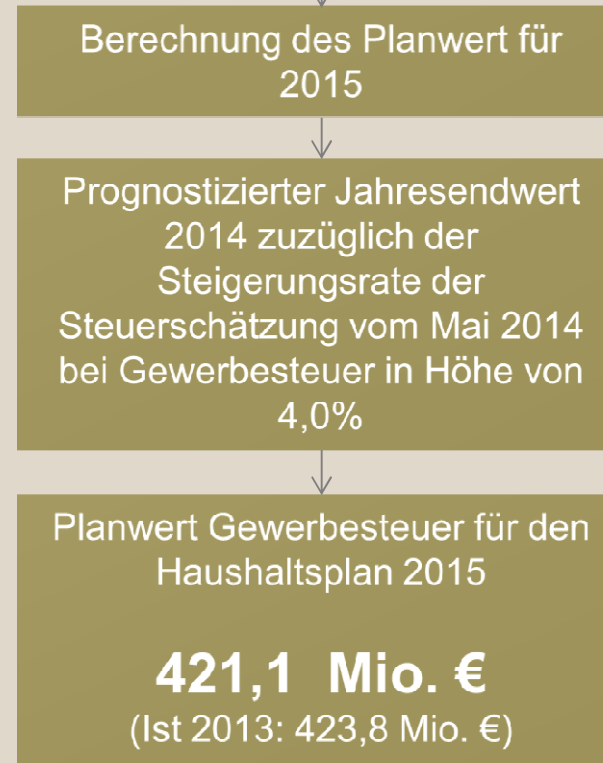 Berechnung des Planwert für
2015
Prognostizierter Jahresendwert
2014 zuzüglich der
Steigerungsrate der
Steuerschätzung vom Mai 2014
bei Gewerbesteuer in Höhe von
4,0%
Planwert Gewerbesteuer für den
Haushaltsplan 2015
421,1 Mio. €
(Ist 2013: 423,8 Mio. €)